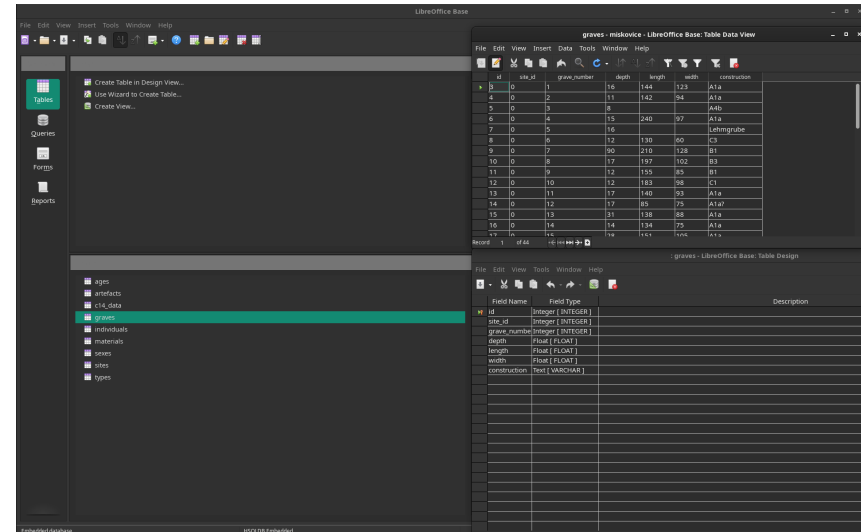 LibreOffice Base
File Edit View Insert Tools Window Help
Tables
Queries
Forms
Reports
Create Table in Design View...
Use Wizard to Create Table...
Create View...
ages
artefacts
c14_data
graves
individuals
materials
sexes
sites
types
Embedded database HSQLDB Embedded
graves - miskovice - LibreOffice Base: Table Data View
File Edit View Insert Data Tools Window Help
id site_id grave_number depth length width construction
3 0 1 16 144 123 A1a
4 0 2 11 142 94 A1a
5 0 3 8 A4b
6 0 4 15 240 97 A1a
7 0 5 16 Lehmgrube
8 0 6 12 130 60 C3
9 0 7 90 210 128 B1
10 0 8 17 197 102 B3
11 0 9 12 155 85 B1
12 0 10 12 183 98 C1
13 0 11 17 140 93 A1a
14 0 12 17 85 75 A1a?
15 0 13 31 138 88 A1a
16 0 14 14 134 75 A1a
17 0 15 28 151 105 A1a
Record 1 of 44
: graves - LibreOffice Base: Table Design
File Edit View Tools Window Help
Field Name Field Type Description
id Integer [ INTEGER ]
site_id Integer [ INTEGER ]
grave_numbe Integer [ INTEGER ]
depth Float [ FLOAT ]
length Float [ FLOAT ]
width Float [ FLOAT ]
construction Text [ VARCHAR ]